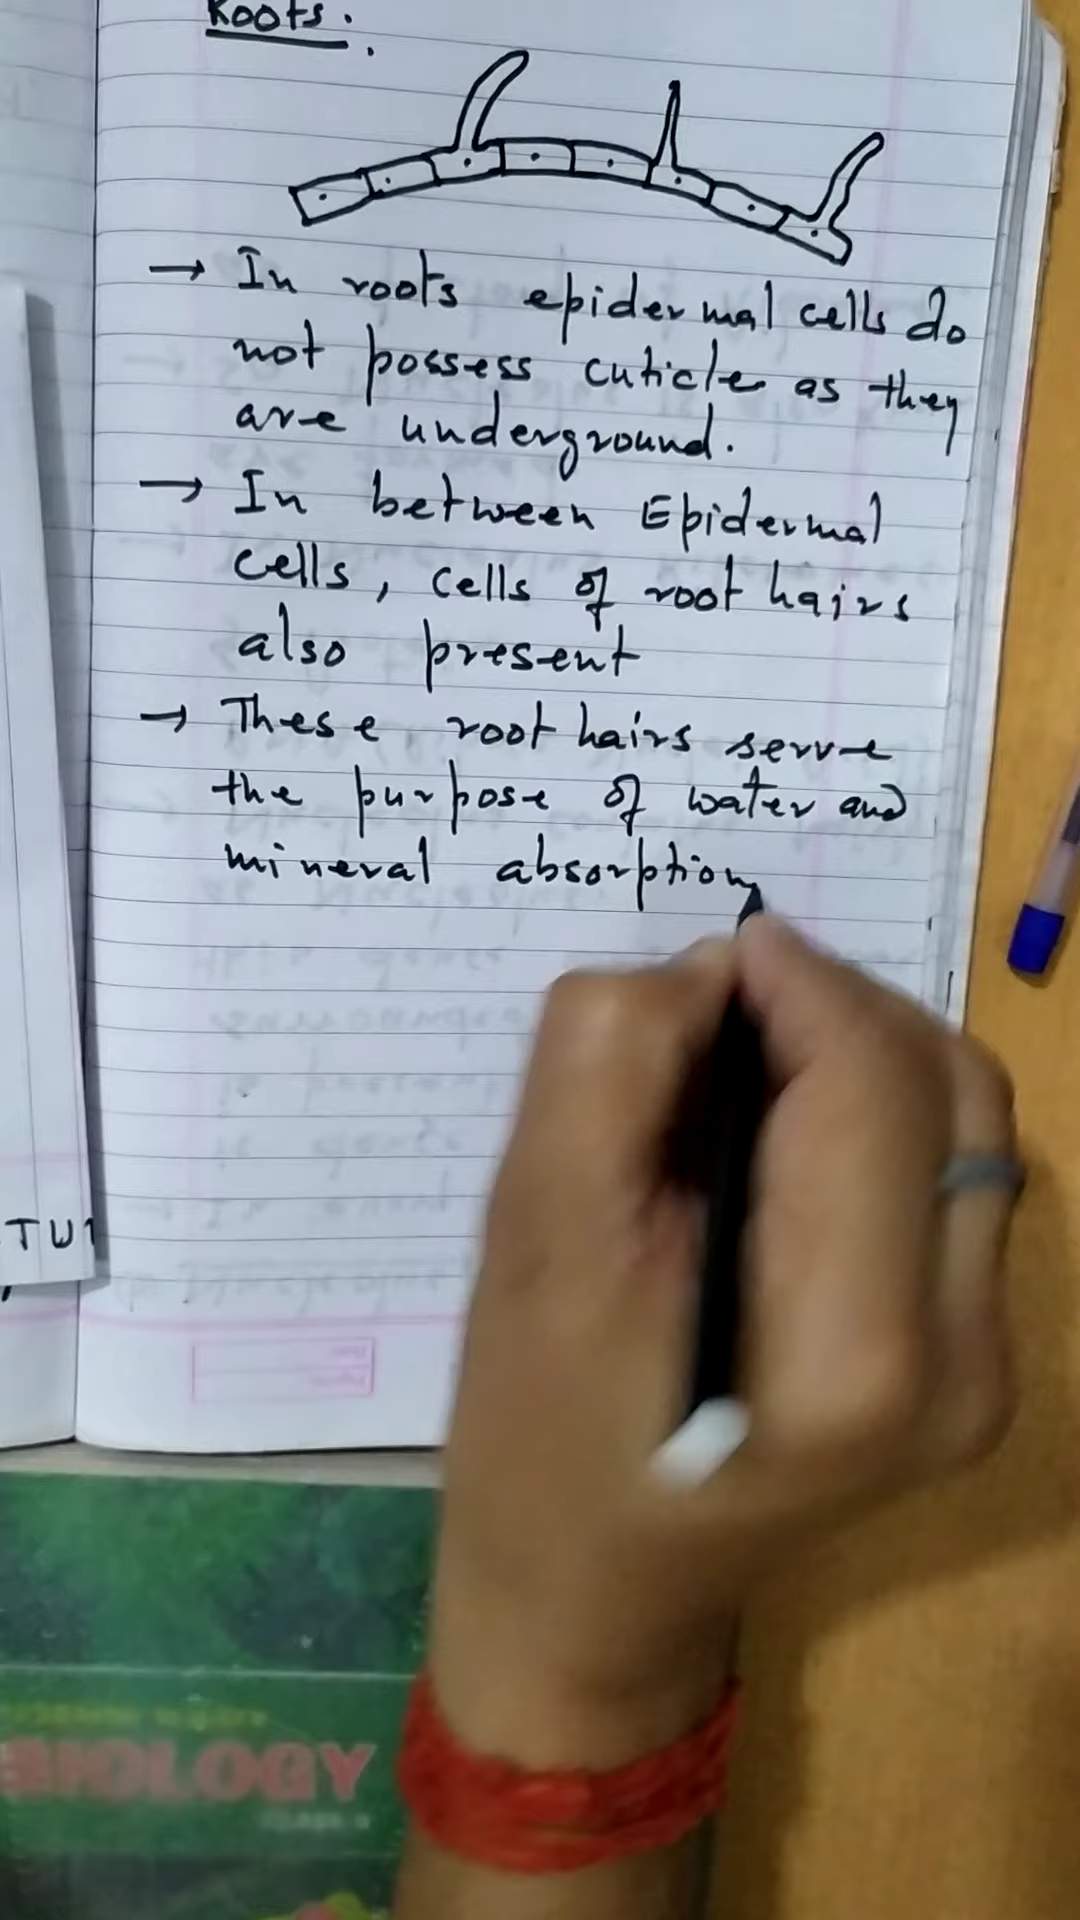 Roots.
→ In roots epidermal cells do
not possess cuticle as they
are underground.
→ In between Epidermal
cells, cells of root hairs
also present
→ These root hairs serve
the purpose of water and
mineral absorption
BIOLOGY